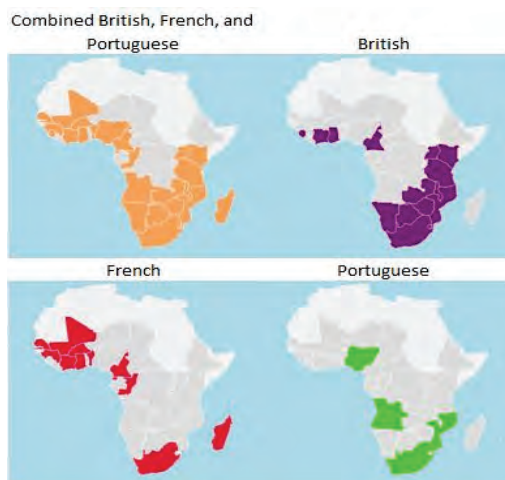 Combined British, French, and
Portuguese
British
French
Portuguese